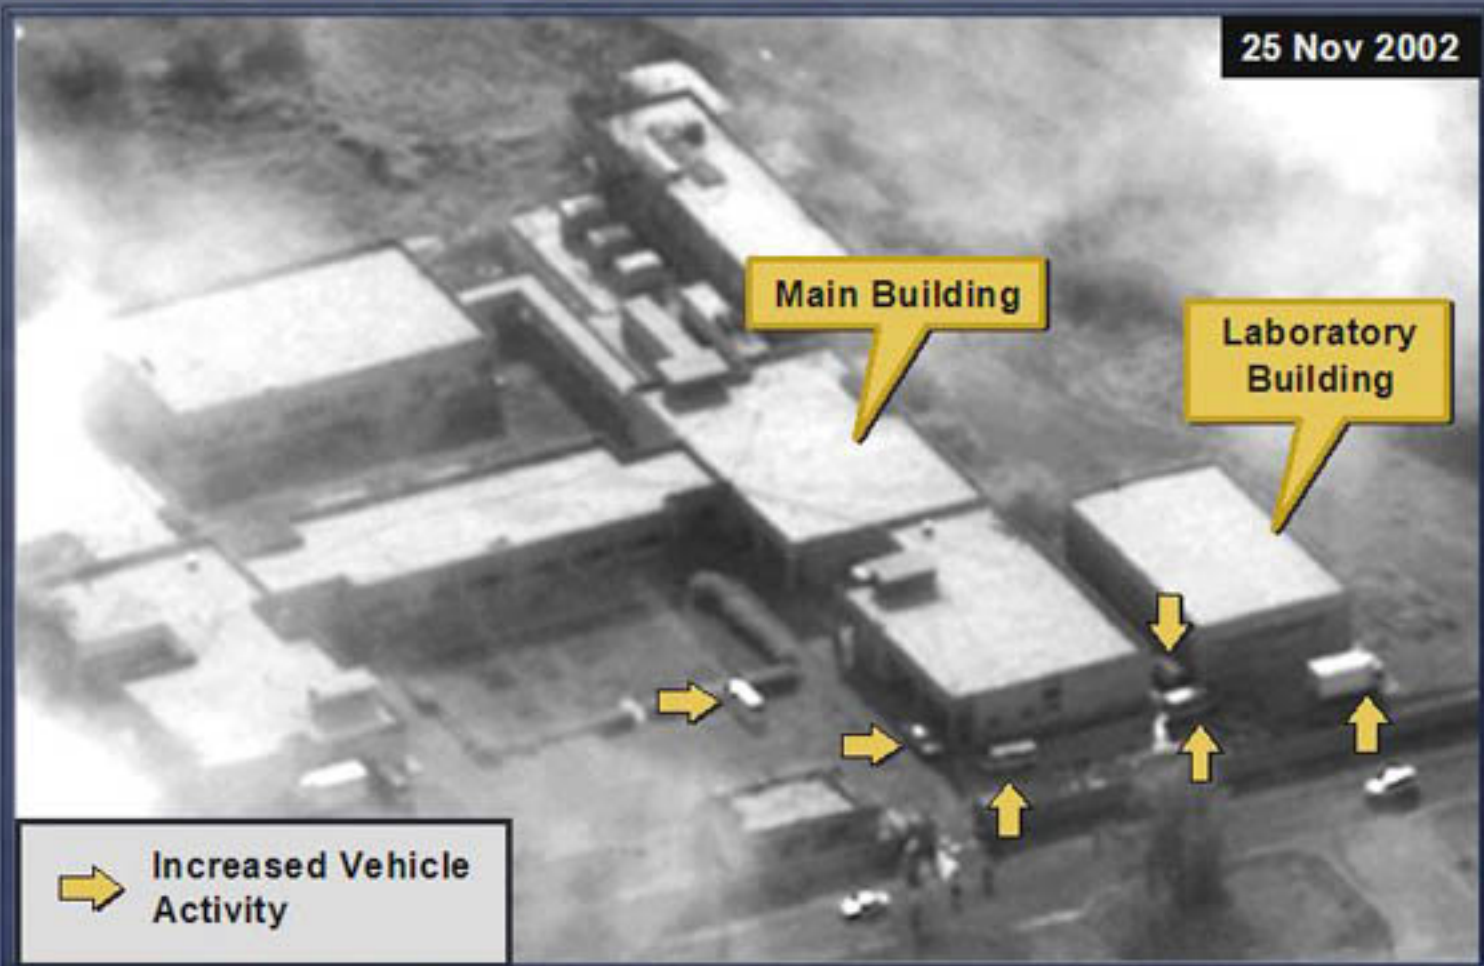 25 Nov 2002
Main Building
Laboratory
Building
Increased Vehicle
Activity